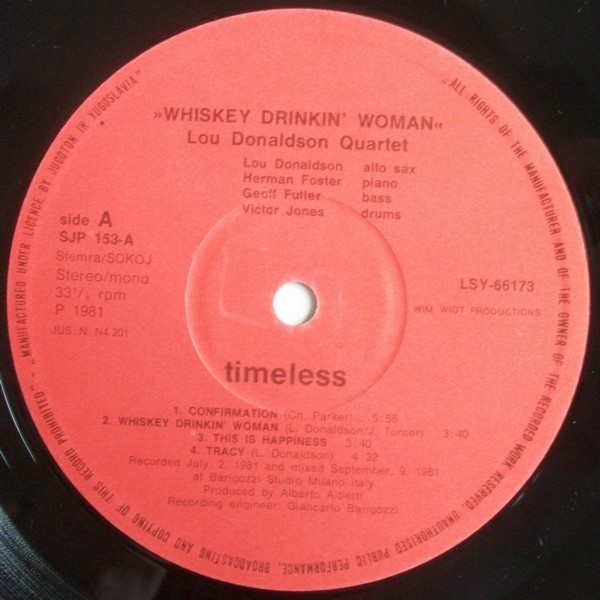 »WHISKEY DRINKIN' WOMAN«
Lou Donaldson Quartet
Lou Donaldson alto sax
Herman Foster piano
Geoff Fuller bass
Victor Jones drums
side A
SJP 153-A
Stemra/SOKOJ
Stereo/mono
33 1/3 rpm
P 1981
JUS. N. N4 201
LSY-66173
WIM WIGT PRODUCTIONS
timeless
1. CONFIRMATION (Ch. Parker) 5:56
2. WHISKEY DRINKIN' WOMAN (L. Donaldson/J. Turner) 3:40
3. THIS IS HAPPINESS 3:40
4. TRACY (L. Donaldson) 4 32
Recorded July, 2, 1981 and mixed September, 9, 1981
at Barigozzi Studio Milano Italy
Produced by Alberto Alberti
Recording engineer: Giancarlo Barigozzi
"ALL RIGHTS OF THE MANUFACTURER AND OF THE OWNER OF THE RECORDED WORK RESERVED. UNAUTHORISED PUBLIC PERFORMANCE, BROADCASTING AND COPYING OF THIS RECORD PROHIBITED" – "MANUFACTURED UNDER LICENCE BY JUGOTON IN YUGOSLAVIA"